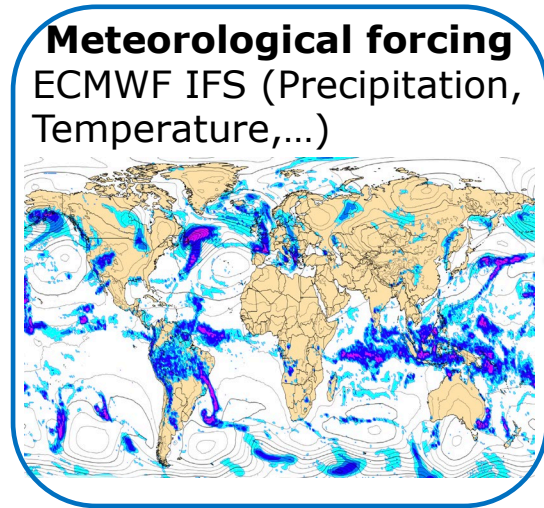 Meteorological forcing
ECMWF IFS (Precipitation,
Temperature,...)